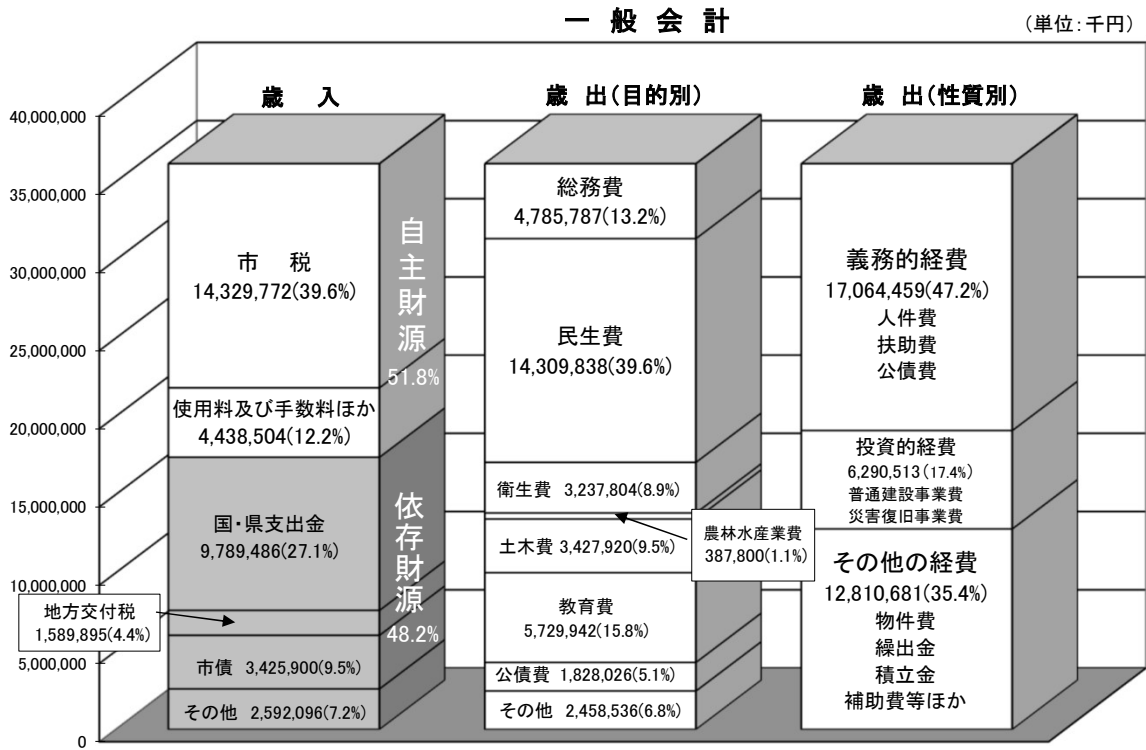 一 般 会 計
(単位：千円)
歳 入
歳 出(目的別)
歳 出(性質別)
40,000,000
35,000,000
30,000,000
25,000,000
20,000,000
15,000,000
10,000,000
5,000,000
0
市 税
14,329,772(39.6%)
使用料及び手数料ほか
4,438,504(12.2%)
国・県支出金
9,789,486(27.1%)
地方交付税
1,589,895(4.4%)
市債 3,425,900(9.5%)
その他 2,592,096(7.2%)
自主財源
51.8%
依存財源
48.2%
総務費
4,785,787(13.2%)
民生費
14,309,838(39.6%)
衛生費 3,237,804(8.9%)
農林水産業費
387,800(1.1%)
土木費 3,427,920(9.5%)
教育費
5,729,942(15.8%)
公債費 1,828,026(5.1%)
その他 2,458,536(6.8%)
義務的経費
17,064,459(47.2%)
人件費
扶助費
公債費
投資的経費
6,290,513(17.4%)
普通建設事業費
災害復旧事業費
その他の経費
12,810,681(35.4%)
物件費
繰出金
積立金
補助費等ほか